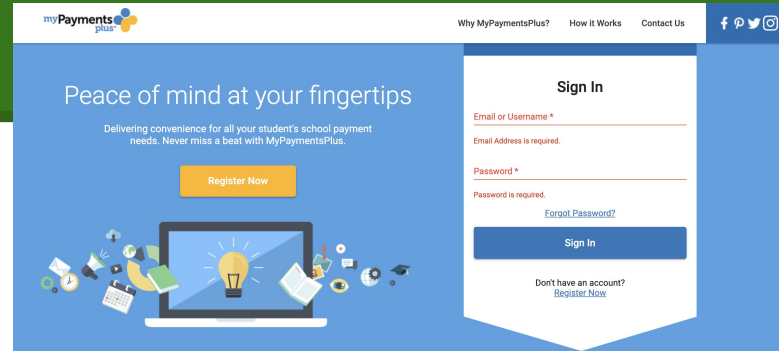 myPayments
plus
Why MyPaymentsPlus?
How it Works
Contact Us
Peace of mind at your fingertips
Delivering convenience for all your student's school payment
needs. Never miss a beat with MyPaymentsPlus.
Register Now
Sign In
Email or Username *
Email Address is required.
Password *
Password is required.
Forgot Password?
Sign In
Don't have an account?
Register Now